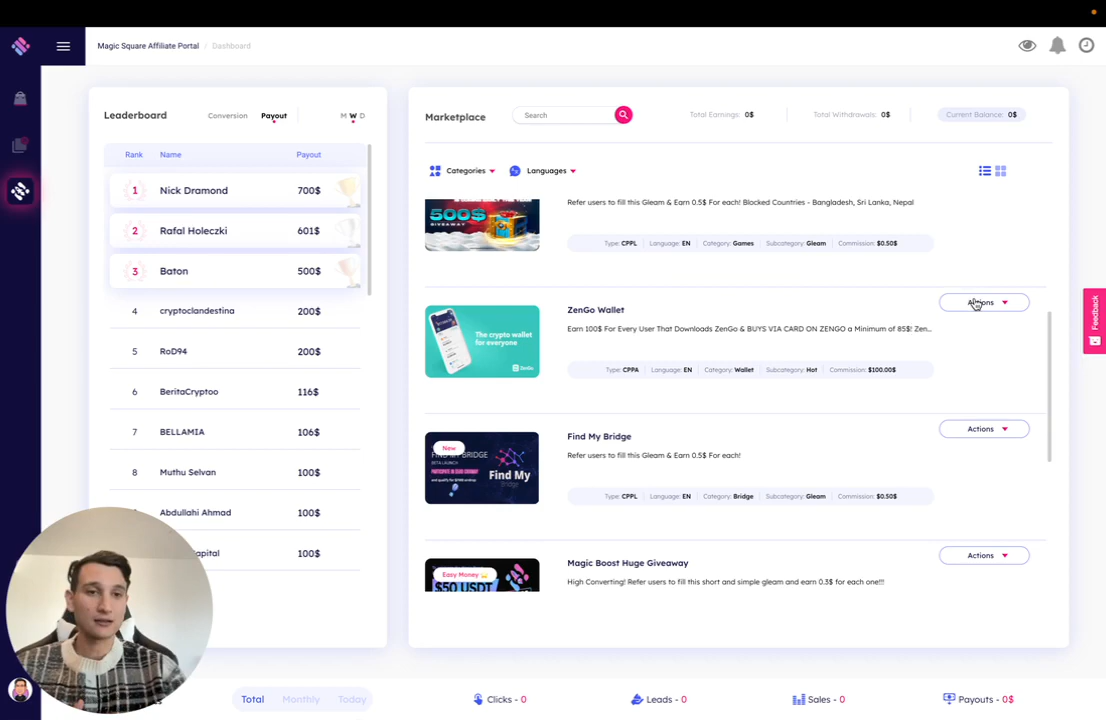 Magic Square Affiliate Portal / Dashboard
Leaderboard
Conversion Payout
M W D
Rank Name Payout
1 Nick Dramond 700$
2 Rafal Holeczki 601$
3 Baton 500$
4 cryptoclandestina 200$
5 RoD94 200$
6 BeritaCryptoo 116$
7 BELLAMIA 106$
8 Muthu Selvan 100$
Abdullahi Ahmad 100$
100$
Marketplace
Search
Total Earnings: 0$
Total Withdrawals: 0$
Current Balance: 0$
Categories
Languages
500$
GIVEAWAY
Refer users to fill this Gleam & Earn 0.5$ For each! Blocked Countries - Bangladesh, Sri Lanka, Nepal
Type: CPPL Language: EN Category: Games Subcategory: Gleam Commission: $0.50$
The crypto wallet
for everyone
ZenGo
ZenGo Wallet
Actions
Earn 100$ For Every User That Downloads ZenGo & BUYS VIA CARD ON ZENGO a Minimum of 85$! Zen...
Type: CPPA Language: EN Category: Wallet Subcategory: Hot Commission: $100.00$
New
BETA LAUNCH
Find My
Bridge
Find My Bridge
Actions
Refer users to fill this Gleam & Earn 0.5$ For each!
Type: CPPL Language: EN Category: Bridge Subcategory: Gleam Commission: $0.50$
Easy Money
$50 USDT
Magic Boost Huge Giveaway
Actions
High Converting! Refer users to fill this short and simple gleam and earn 0.3$ for each one!!!
Feedback
Total Monthly Today
Clicks - 0
Leads - 0
Sales - 0
Payouts - 0$